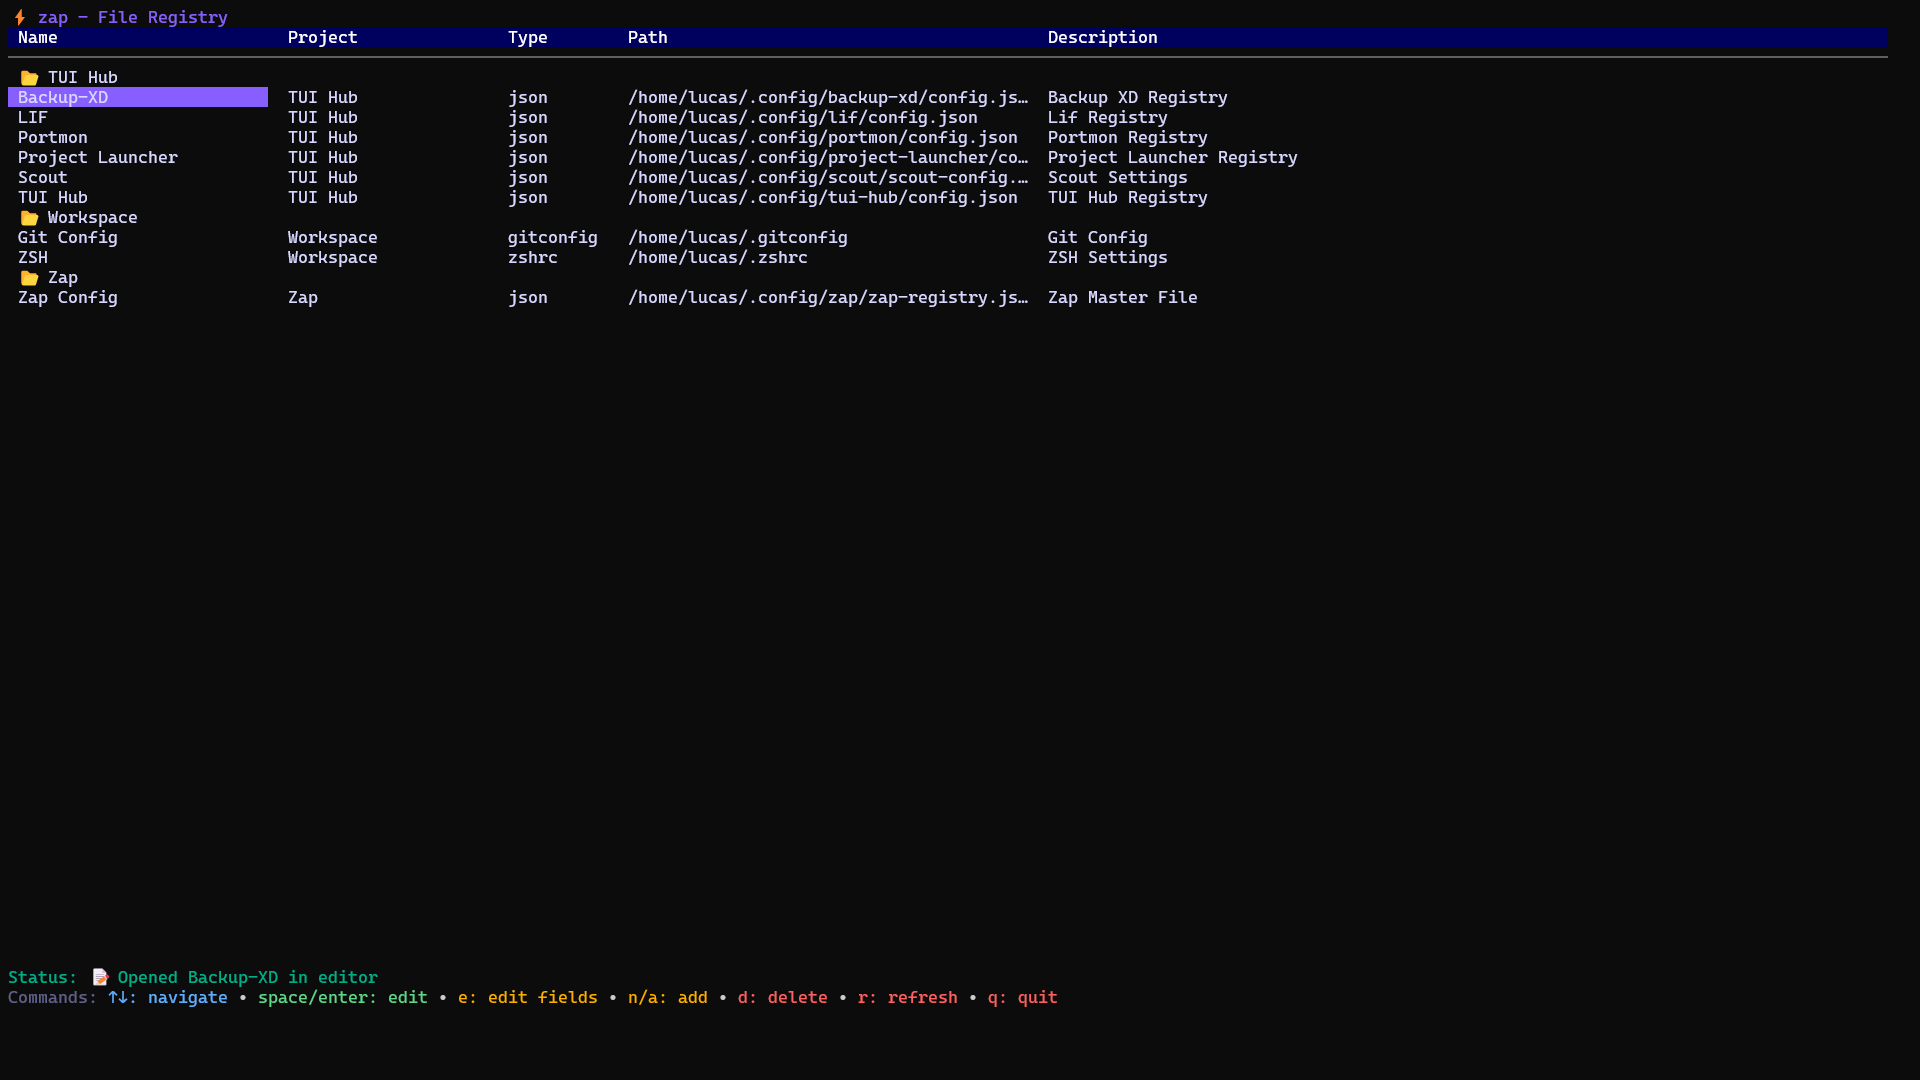 ⚡ zap - File Registry
Name Project Type Path Description
📂 TUI Hub
Backup-XD TUI Hub json /home/lucas/.config/backup-xd/config.js… Backup XD Registry
LIF TUI Hub json /home/lucas/.config/lif/config.json Lif Registry
Portmon TUI Hub json /home/lucas/.config/portmon/config.json Portmon Registry
Project Launcher TUI Hub json /home/lucas/.config/project-launcher/co… Project Launcher Registry
Scout TUI Hub json /home/lucas/.config/scout/scout-config.… Scout Settings
TUI Hub TUI Hub json /home/lucas/.config/tui-hub/config.json TUI Hub Registry
📂 Workspace
Git Config Workspace gitconfig /home/lucas/.gitconfig Git Config
ZSH Workspace zshrc /home/lucas/.zshrc ZSH Settings
📂 Zap
Zap Config Zap json /home/lucas/.config/zap/zap-registry.js… Zap Master File
Status: 📝 Opened Backup-XD in editor
Commands: ↑↓: navigate • space/enter: edit • e: edit fields • n/a: add • d: delete • r: refresh • q: quit